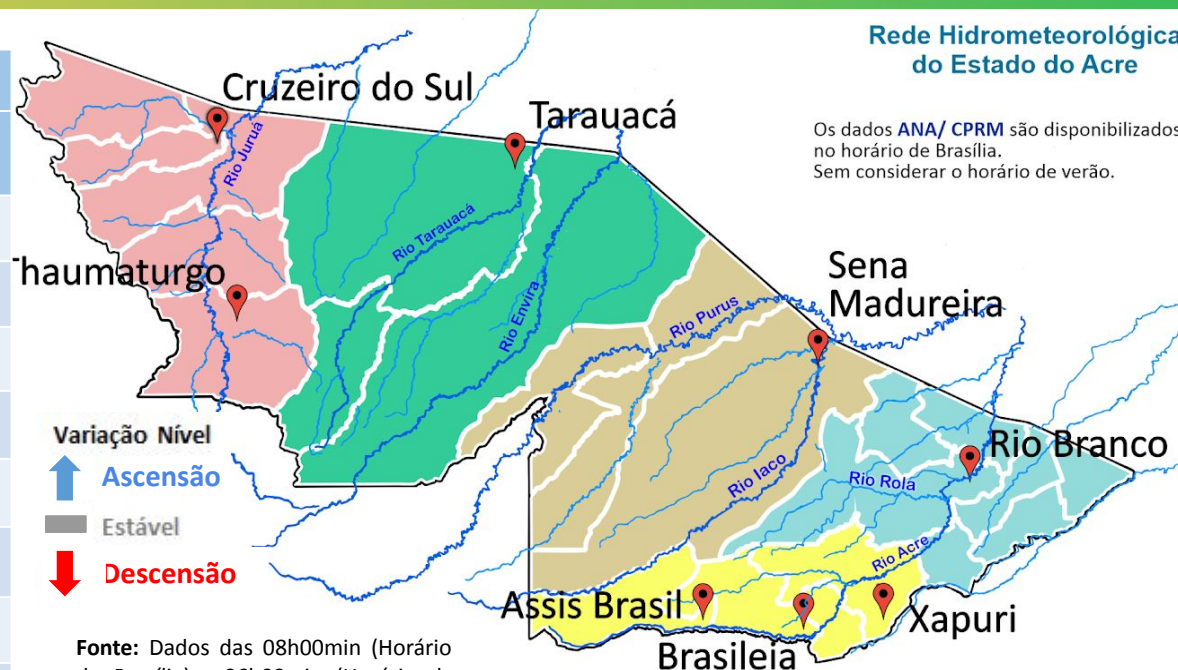 Rede Hidrometeorológica
do Estado do Acre
Os dados ANA/ CPRM são disponibilizados
no horário de Brasília.
Sem considerar o horário de verão.
Cruzeiro do Sul
Tarauacá
Rio Juruá
Rio Tarauacá
Thaumaturgo
Rio Envira
Sena
Madureira
Rio Purus
Variação Nível
Ascensão
Estável
Descensão
Rio Branco
Rio Iaco
Rio Rola
Rio Acre
Assis Brasil
Xapuri
Brasileia
Fonte: Dados das 08h00min (Horário